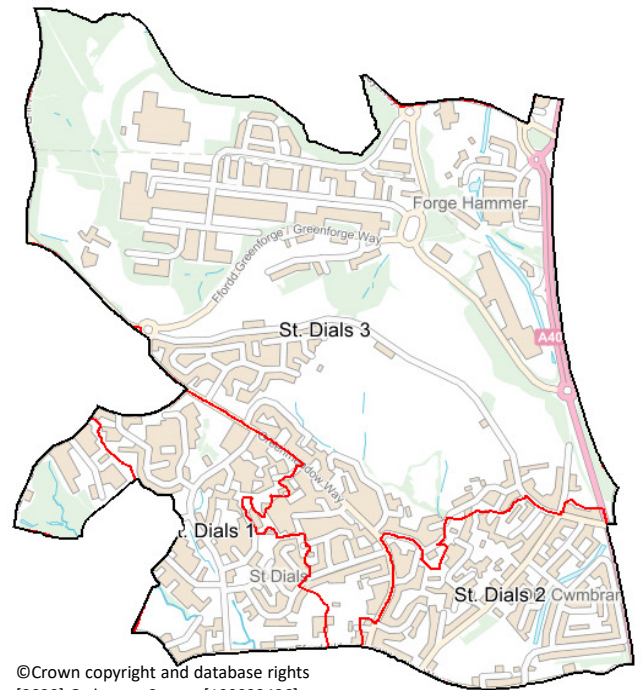 Forge Hammer
Ffordd Greenforge / Greenforge Way
St. Dials 3
A40
Way
Dials 1
St Dials
St. Dials 2
Cwmbran
©Crown copyright and database rights